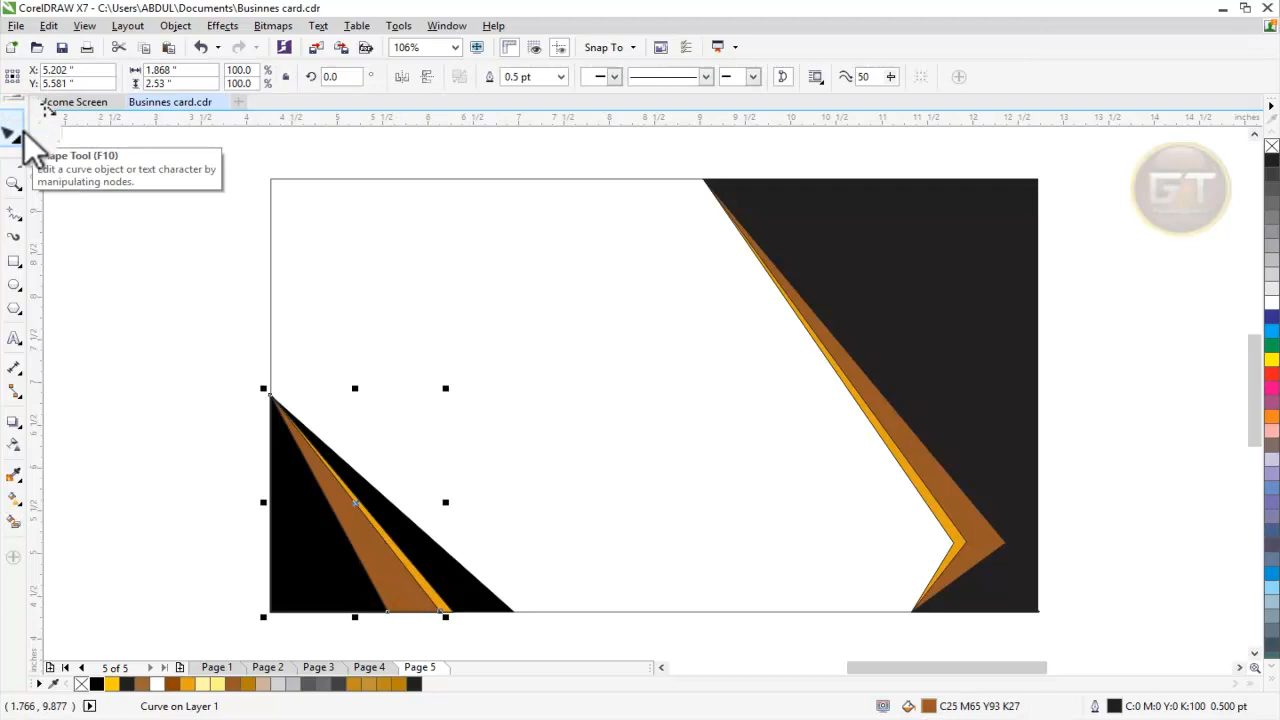 CorelDRAW X7 - C:\Users\ABDUL\Documents\Businnes card.cdr
File Edit View Layout Object Effects Bitmaps Text Table Tools Window Help
106% Snap To
X: 5.202 " 1.868 " 100.0 % 0.0 ° 0.5 pt 50
Y: 5.581 2.53 " 100.0 %
lcome Screen Businnes card.cdr
inches
ape Tool (F10)
dit a curve object or text character by
manipulating nodes.
GT
5 of 5 Page 1 Page 2 Page 3 Page 4 Page 5
(1.766, 9.877 ) Curve on Layer 1 C25 M65 Y93 K27 C:0 M:0 Y:0 K:100 0.500 pt